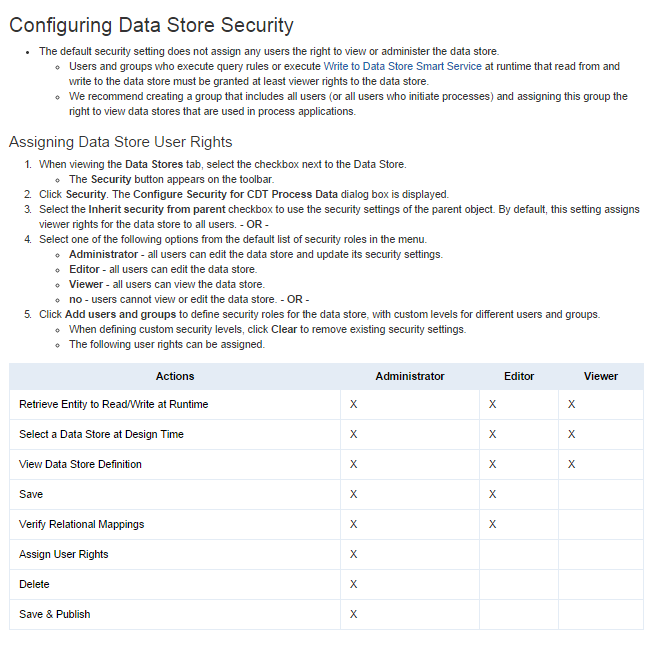 Configuring Data Store Security
• The default security setting does not assign any users the right to view or administer the data store.
◦ Users and groups who execute query rules or execute Write to Data Store Smart Service at runtime that read from and
write to the data store must be granted at least viewer rights to the data store.
◦ We recommend creating a group that includes all users (or all users who initiate processes) and assigning this group the
right to view data stores that are used in process applications.
Assigning Data Store User Rights
1. When viewing the Data Stores tab, select the checkbox next to the Data Store.
◦ The Security button appears on the toolbar.
2. Click Security. The Configure Security for CDT Process Data dialog box is displayed.
3. Select the Inherit security from parent checkbox to use the security settings of the parent object. By default, this setting assigns
viewer rights for the data store to all users. - OR -
4. Select one of the following options from the default list of security roles in the menu.
◦ Administrator - all users can edit the data store and update its security settings.
◦ Editor - all users can edit the data store.
◦ Viewer - all users can view the data store.
◦ no - users cannot view or edit the data store. - OR -
5. Click Add users and groups to define security roles for the data store, with custom levels for different users and groups.
◦ When defining custom security levels, click Clear to remove existing security settings.
◦ The following user rights can be assigned.
Actions Administrator Editor Viewer
Retrieve Entity to Read/Write at Runtime X X X
Select a Data Store at Design Time X X X
View Data Store Definition X X X
Save X X
Verify Relational Mappings X X
Assign User Rights X
Delete X
Save & Publish X